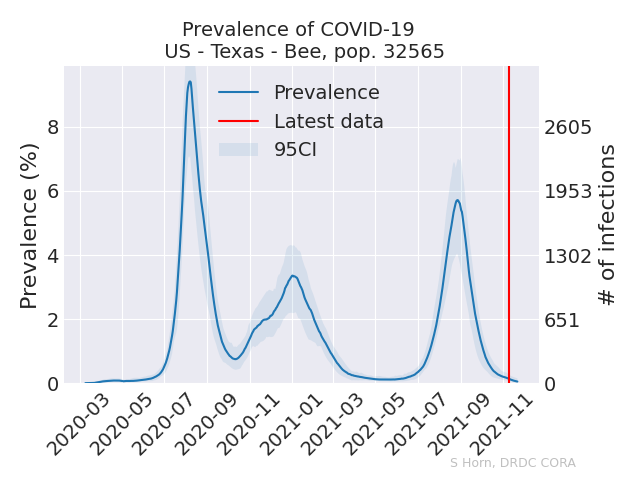 Prevalence of COVID-19
US - Texas - Bee, pop. 32565
Prevalence
Latest data
95CI
Prevalence (%)
8
6
4
2
0
2605
1953
1302
651
0
# of infections
2020-03
2020-05
2020-07
2020-09
2020-11
2021-01
2021-03
2021-05
2021-07
2021-09
2021-11
S Horn, DRDC CORA